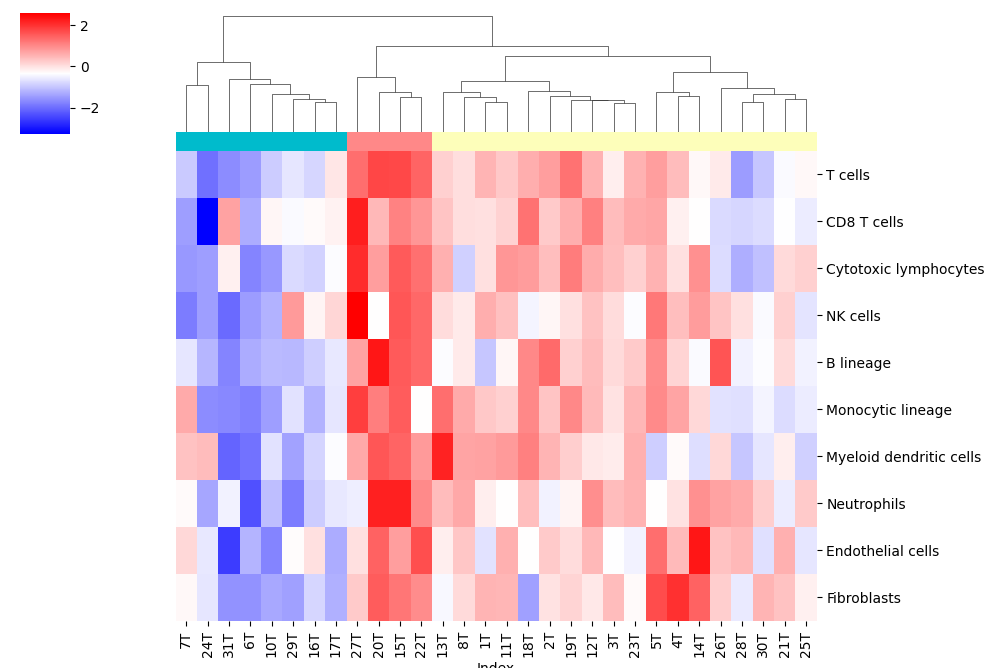 2
0
−2
T cells
CD8 T cells
Cytotoxic lymphocytes
NK cells
B lineage
Monocytic lineage
Myeloid dendritic cells
Neutrophils
Endothelial cells
Fibroblasts
7T
24T
31T
6T
10T
29T
16T
17T
27T
20T
15T
22T
13T
8T
1T
11T
18T
2T
19T
12T
3T
23T
5T
4T
14T
26T
28T
30T
21T
25T
Index